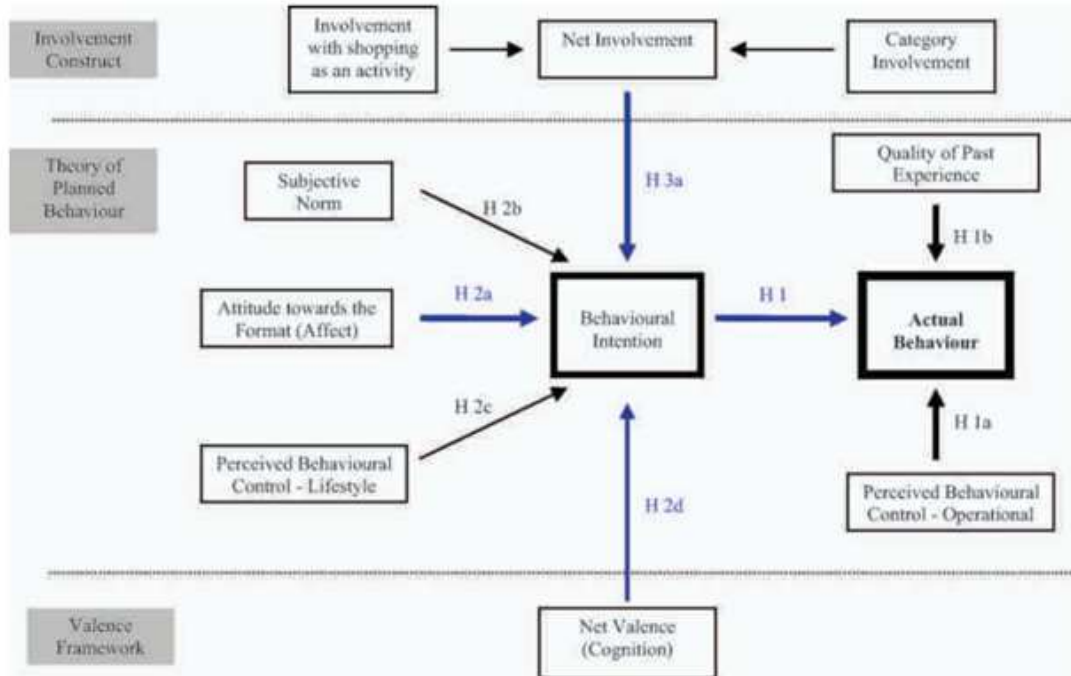 Involvement
Construct
Involvement
with shopping
as an activity
Net Involvement
Category
Involvement
Theory of
Planned
Behaviour
Subjective
Norm
H 2b
H 3a
Quality of Past
Experience
H 1b
Attitude towards the
Format (Affect)
H 2a
Behavioural
Intention
H 1
Actual
Behaviour
H 2c
Perceived Behavioural
Control - Lifestyle
H 2d
H 1a
Perceived Behavioural
Control - Operational
Valence
Framework
Net Valence
(Cognition)